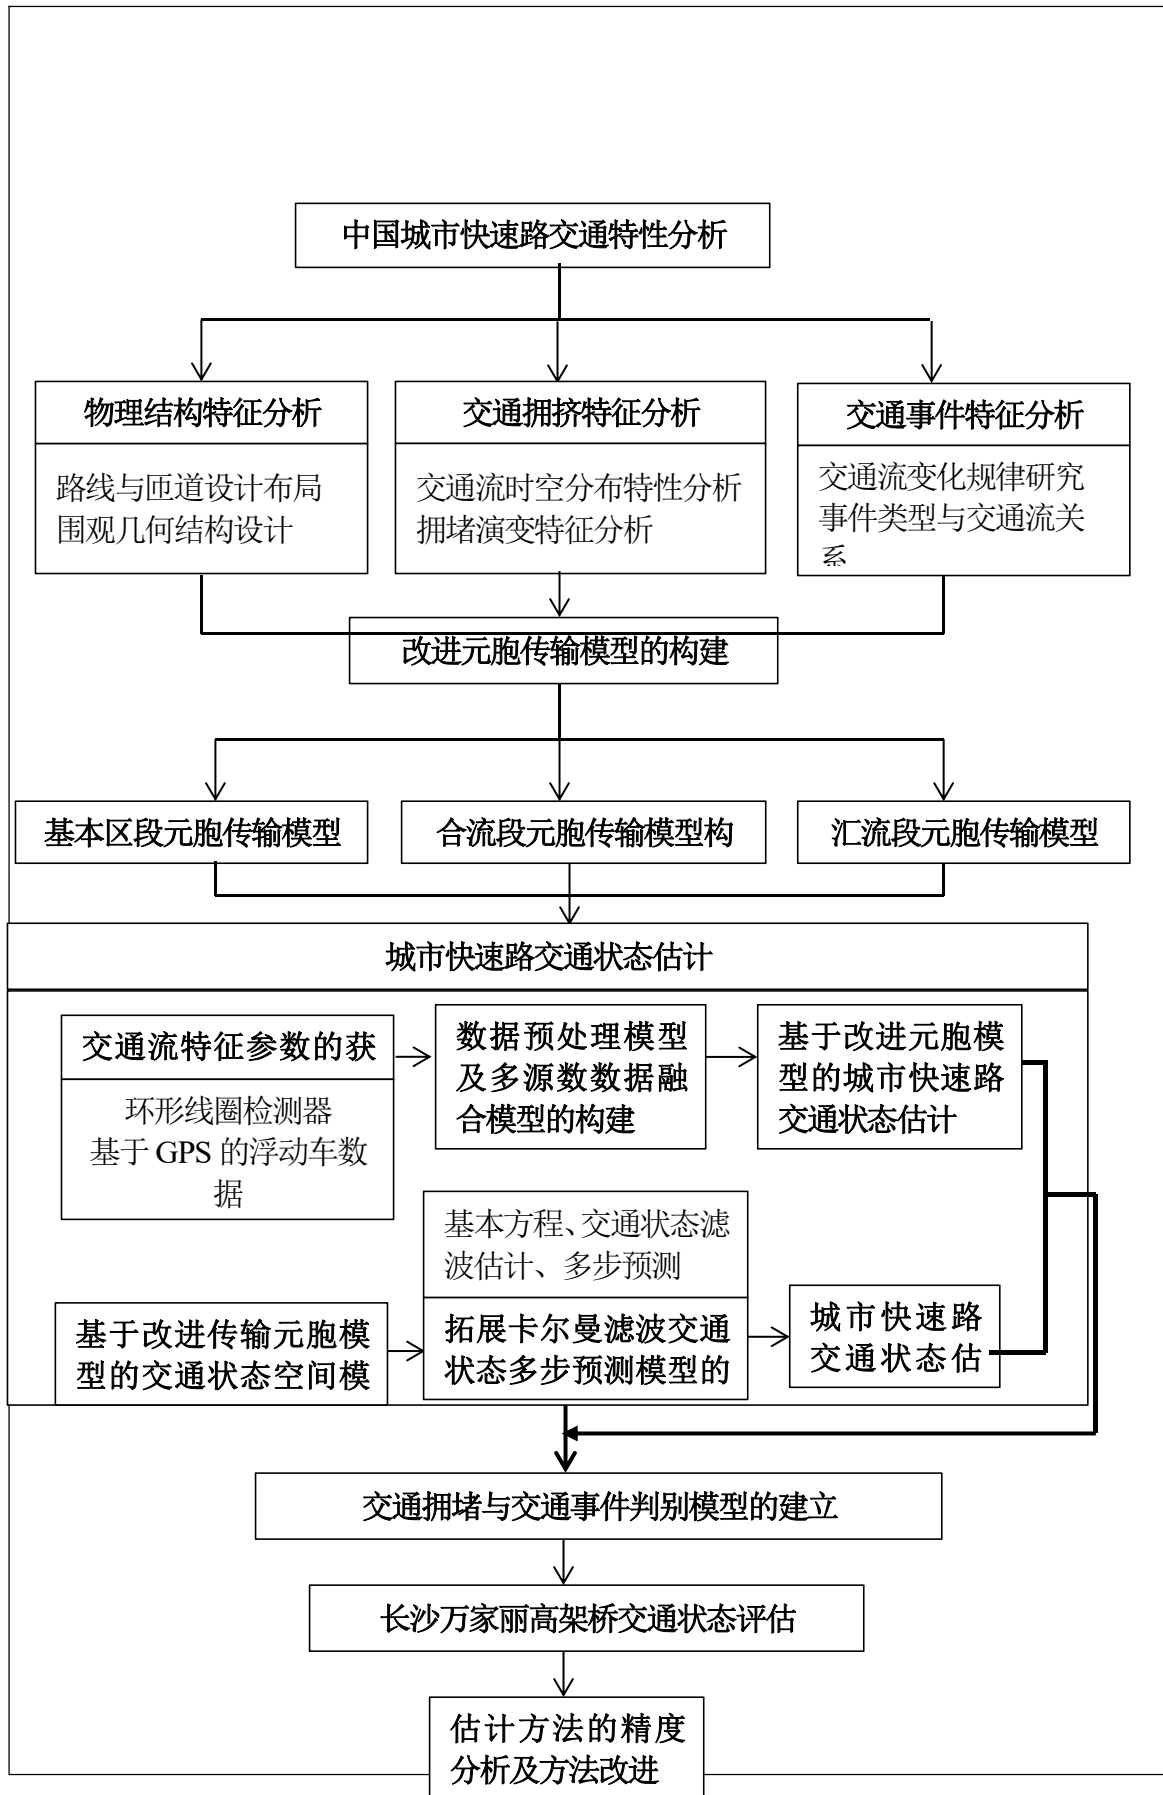 中国城市快速路交通特性分析
物理结构特征分析
路线与匝道设计布局
围观几何结构设计
交通拥挤特征分析
交通流时空分布特性分析
拥堵演变特征分析
交通事件特征分析
交通流变化规律研究
事件类型与交通流关
系
改进元胞传输模型的构建
基本区段元胞传输模型
合流段元胞传输模型构
汇流段元胞传输模型
城市快速路交通状态估计
交通流特征参数的获
环形线圈检测器
基于 GPS 的浮动车数
据
数据预处理模型
及多源数数据融
合模型的构建
基于改进元胞模
型的城市快速路
交通状态估计
基于改进传输元胞模
型的交通状态空间模
基本方程、交通状态滤
波估计、多步预测
拓展卡尔曼滤波交通
状态多步预测模型的
城市快速路
交通状态估
交通拥堵与交通事件判别模型的建立
长沙万家丽高架桥交通状态评估
估计方法的精度
分析及方法改进